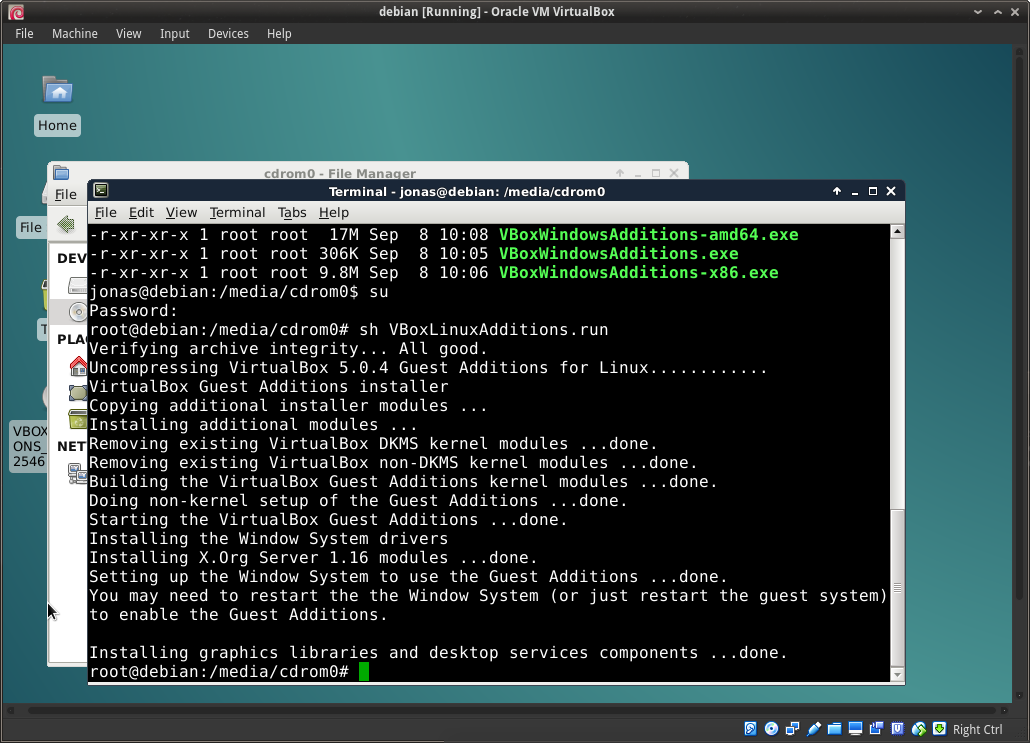 debian [Running] - Oracle VM VirtualBox
File Machine View Input Devices Help
Home
cdrom0 - File Manager
File
File
DEV
PLA
NET
VBOX
ONS_
2546
Terminal - jonas@debian: /media/cdrom0
File Edit View Terminal Tabs Help
-r-xr-xr-x 1 root root  17M Sep  8 10:08 VBoxWindowsAdditions-amd64.exe
-r-xr-xr-x 1 root root 306K Sep  8 10:05 VBoxWindowsAdditions.exe
-r-xr-xr-x 1 root root 9.8M Sep  8 10:06 VBoxWindowsAdditions-x86.exe
jonas@debian:/media/cdrom0$ su
Password:
root@debian:/media/cdrom0# sh VBoxLinuxAdditions.run
Verifying archive integrity... All good.
Uncompressing VirtualBox 5.0.4 Guest Additions for Linux............
VirtualBox Guest Additions installer
Copying additional installer modules ...
Installing additional modules ...
Removing existing VirtualBox DKMS kernel modules ...done.
Removing existing VirtualBox non-DKMS kernel modules ...done.
Building the VirtualBox Guest Additions kernel modules ...done.
Doing non-kernel setup of the Guest Additions ...done.
Starting the VirtualBox Guest Additions ...done.
Installing the Window System drivers
Installing X.Org Server 1.16 modules ...done.
Setting up the Window System to use the Guest Additions ...done.
You may need to restart the the Window System (or just restart the guest system)
to enable the Guest Additions.
Installing graphics libraries and desktop services components ...done.
root@debian:/media/cdrom0#
Right Ctrl